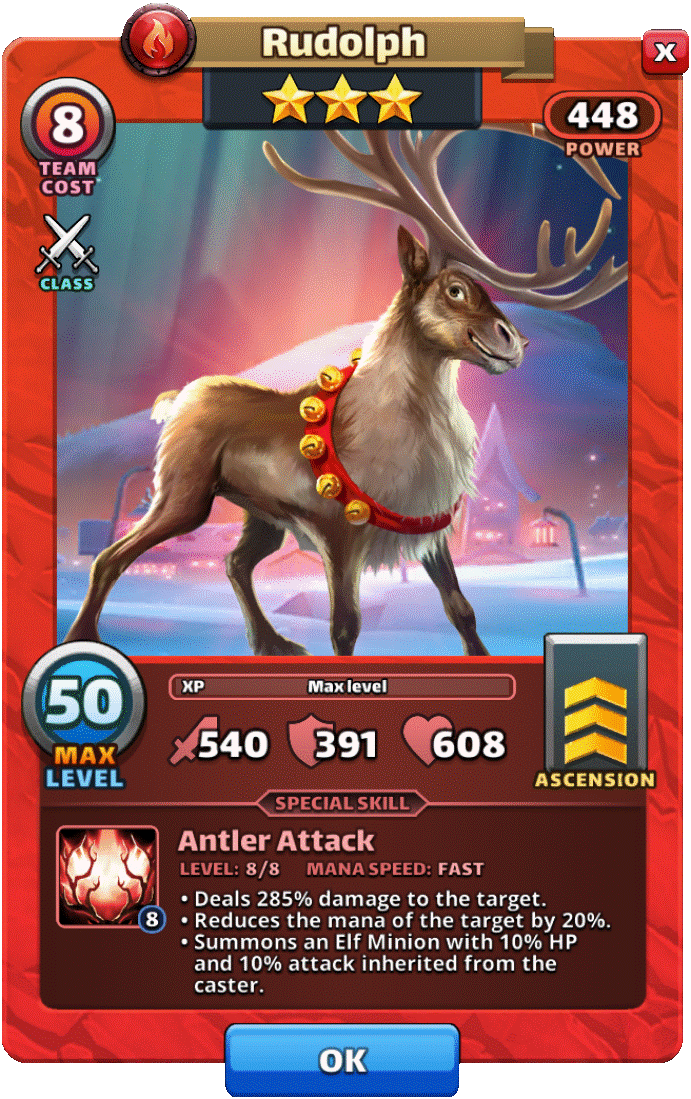 Rudolph
X
8
TEAM
COST
448
POWER
CLASS
50
MAX
LEVEL
XP Max level
540 391 608
ASCENSION
SPECIAL SKILL
Antler Attack
LEVEL: 8/8 MANA SPEED: FAST
8
• Deals 285% damage to the target.
• Reduces the mana of the target by 20%.
• Summons an Elf Minion with 10% HP
and 10% attack inherited from the
caster.
OK